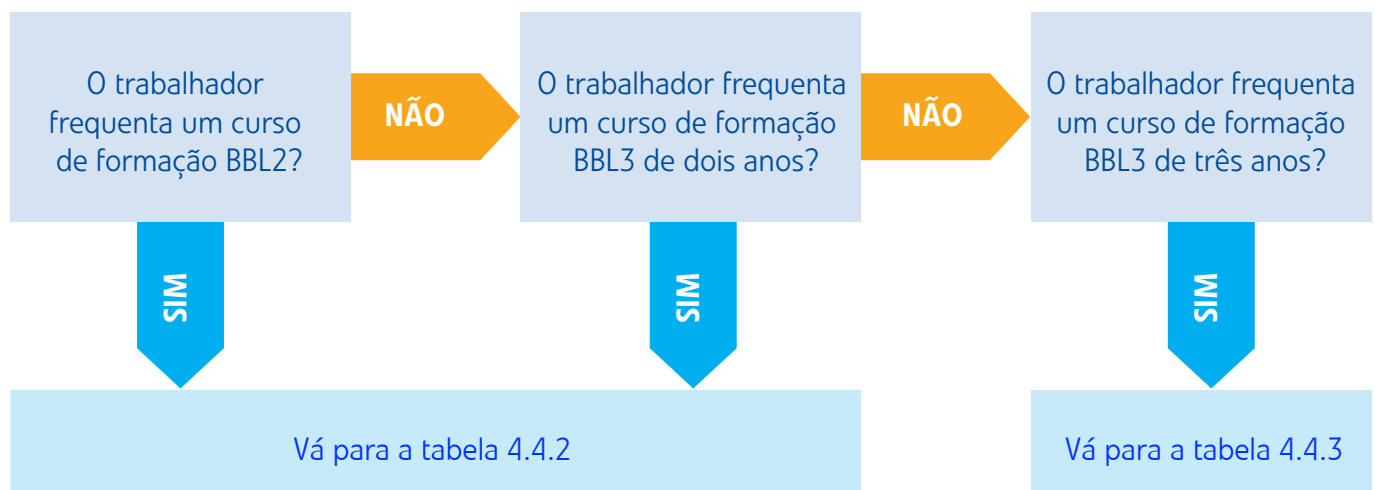 O trabalhador
frequenta um curso
de formação BBL2?
NÃO
O trabalhador frequenta
um curso de formação
BBL3 de dois anos?
NÃO
O trabalhador frequenta
um curso de formação
BBL3 de três anos?
SIM
SIM
SIM
Vá para a tabela 4.4.2
Vá para a tabela 4.4.3